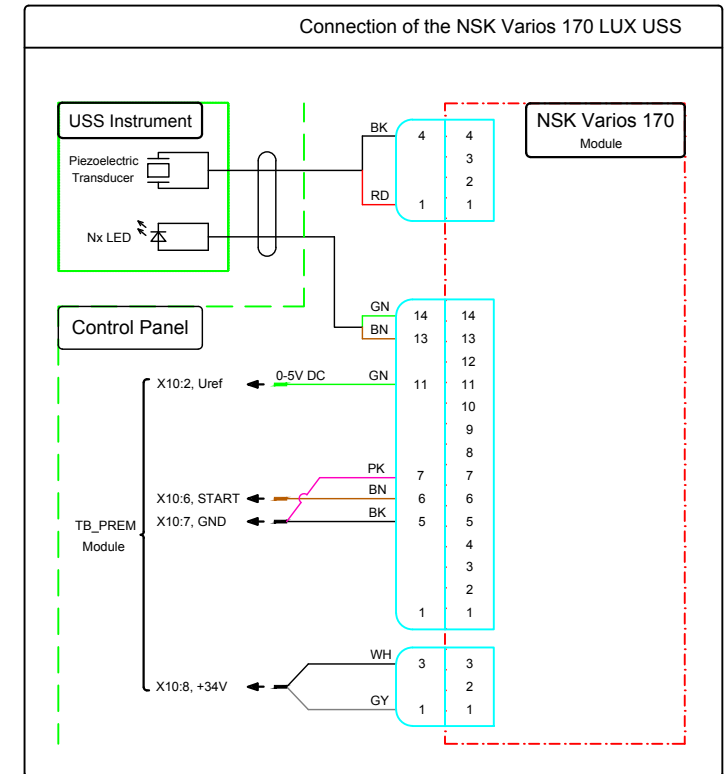 Connection of the NSK Varios 170 LUX USS
USS Instrument
Piezoelectric
Transducer
Nx LED
BK
RD
4
1
4
3
2
1
NSK Varios 170
Module
Control Panel
GN
BN
14
13
11
7
6
5
1
14
13
12
11
10
9
8
7
6
5
4
3
2
1
X10:2, Uref
0-5V DC
GN
PK
X10:6, START
BN
X10:7, GND
BK
TB_PREM
Module
X10:8, +34V
WH
GY
3
1
3
2
1